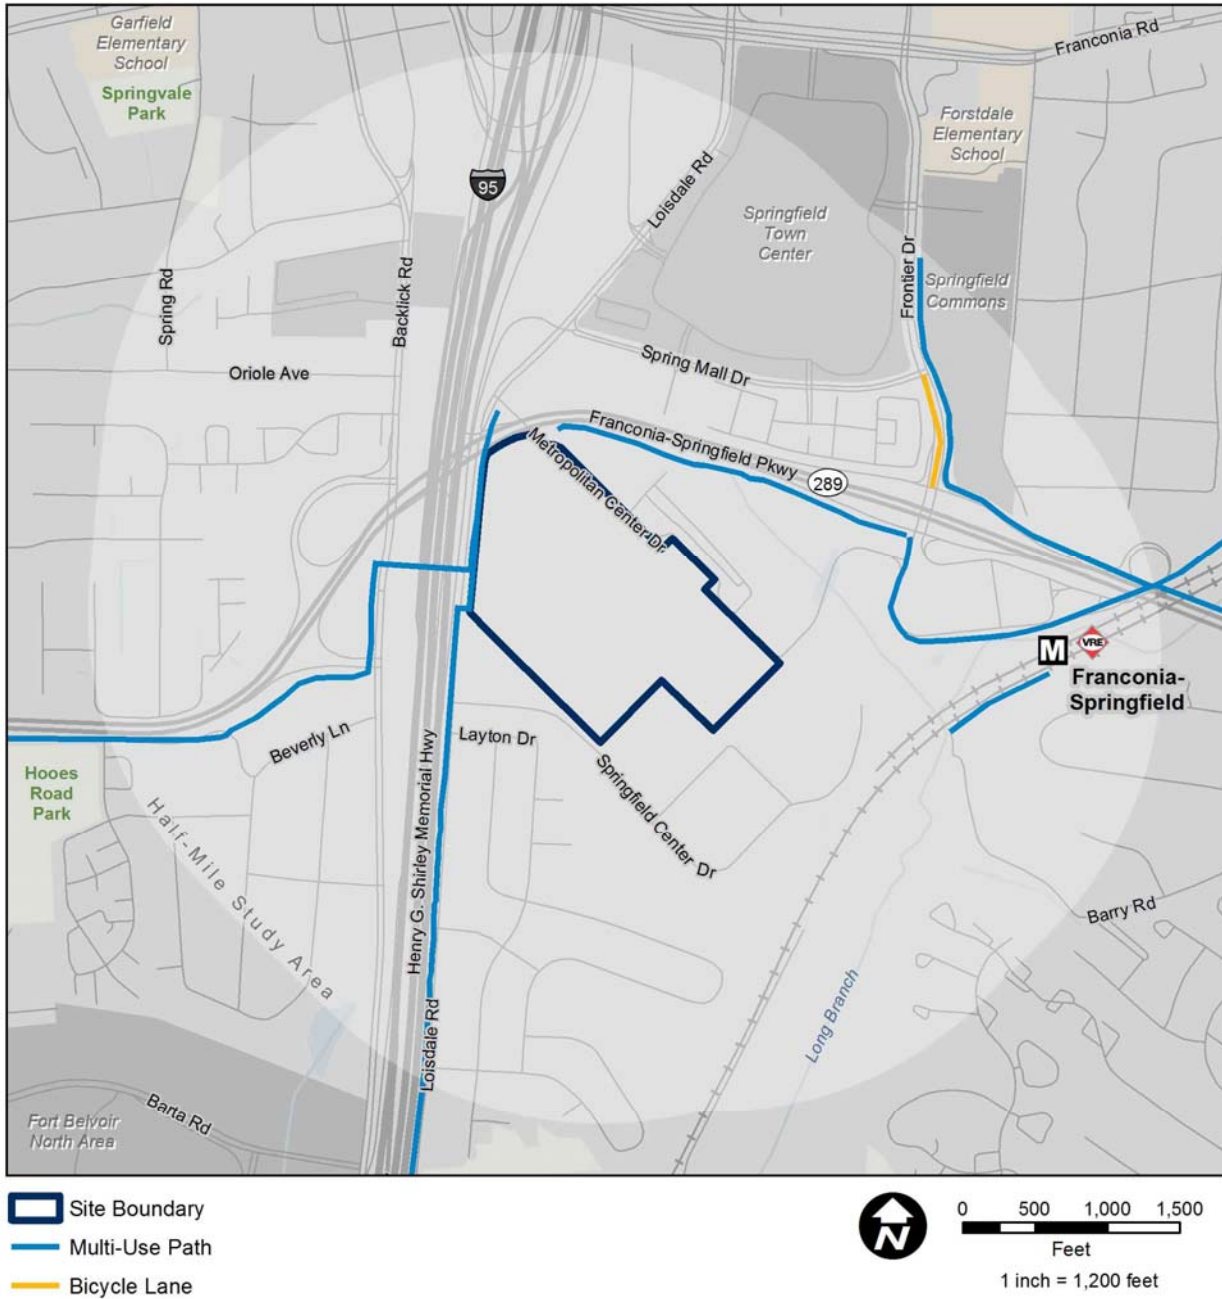 Garfield
Elementary
School
Springvale
Park
Franconia Rd
Forstdale
Elementary
School
95
Loisdale Rd
Springfield
Town
Center
Frontier Dr
Springfield
Commons
Spring Rd
Backlick Rd
Oriole Ave
Spring Mall Dr
Franconia-Springfield Pkwy
289
Metropolitan Center Dr
M
VRE
Franconia-
Springfield
Beverly Ln
Layton Dr
Henry G. Shirley Memorial Hwy
Springfield Center Dr
Hooes
Road
Park
Half-Mile Study Area
Barry Rd
Long Branch
Loisdale Rd
Barta Rd
Fort Belvoir
North Area
Site Boundary
Multi-Use Path
Bicycle Lane
N
0 500 1,000 1,500
Feet
1 inch = 1,200 feet